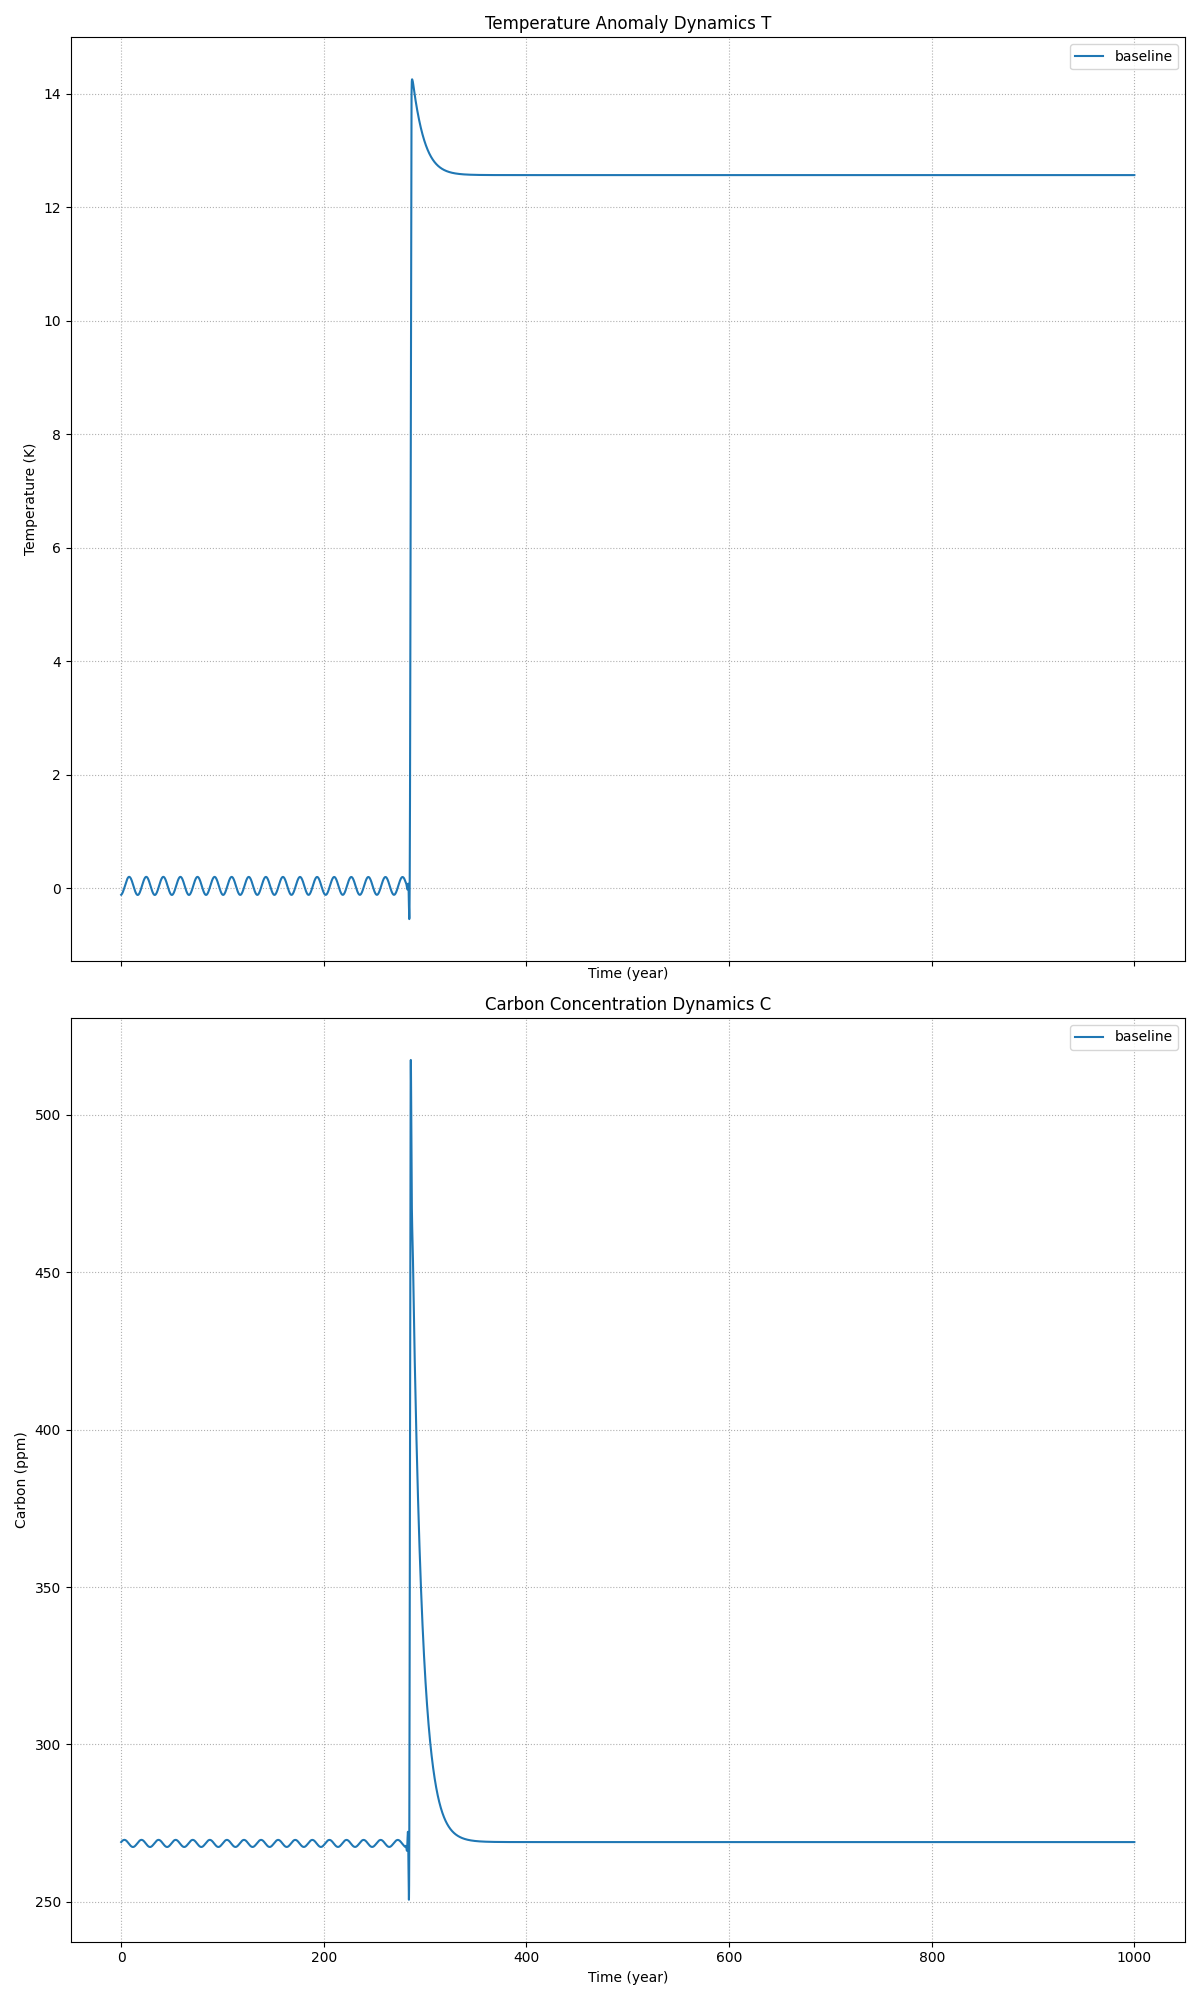 Temperature Anomaly Dynamics T
baseline
14
12
10
8
6
4
2
0
Temperature (K)
Time (year)
Carbon Concentration Dynamics C
baseline
500
450
400
350
300
250
Carbon (ppm)
0 200 400 600 800 1000
Time (year)